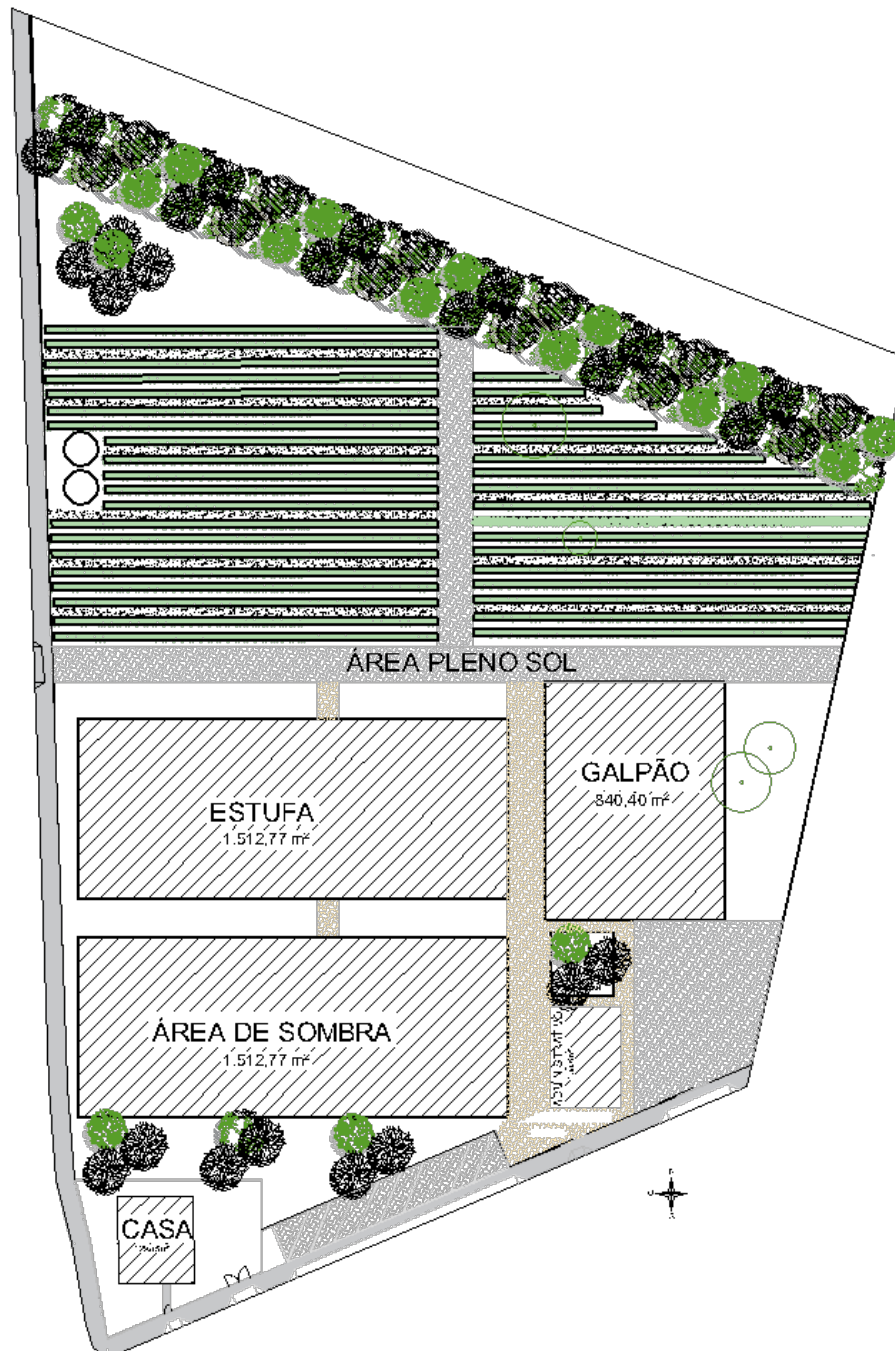 ÁREA PLENO SOL
GALPÃO
840,40 m²
ESTUFA
1.512,77 m²
ÁREA DE SOMBRA
1.512,77 m²
ADMINISTRATIVO
CASA